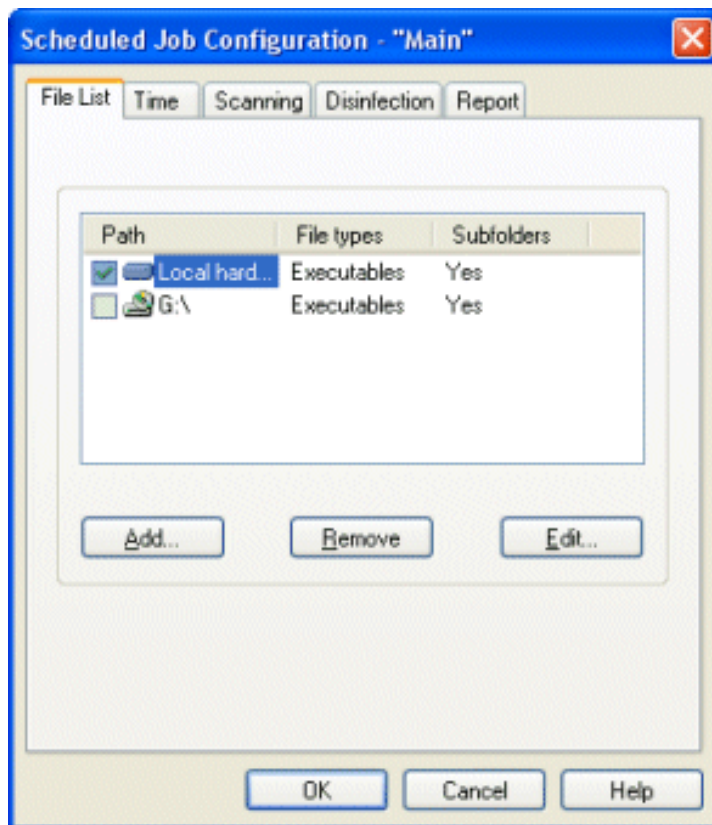 Scheduled Job Configuration - "Main"
File List Time Scanning Disinfection Report
Path File types Subfolders
Local hard... Executables Yes
G:\ Executables Yes
Add... Remove Edit...
OK Cancel Help